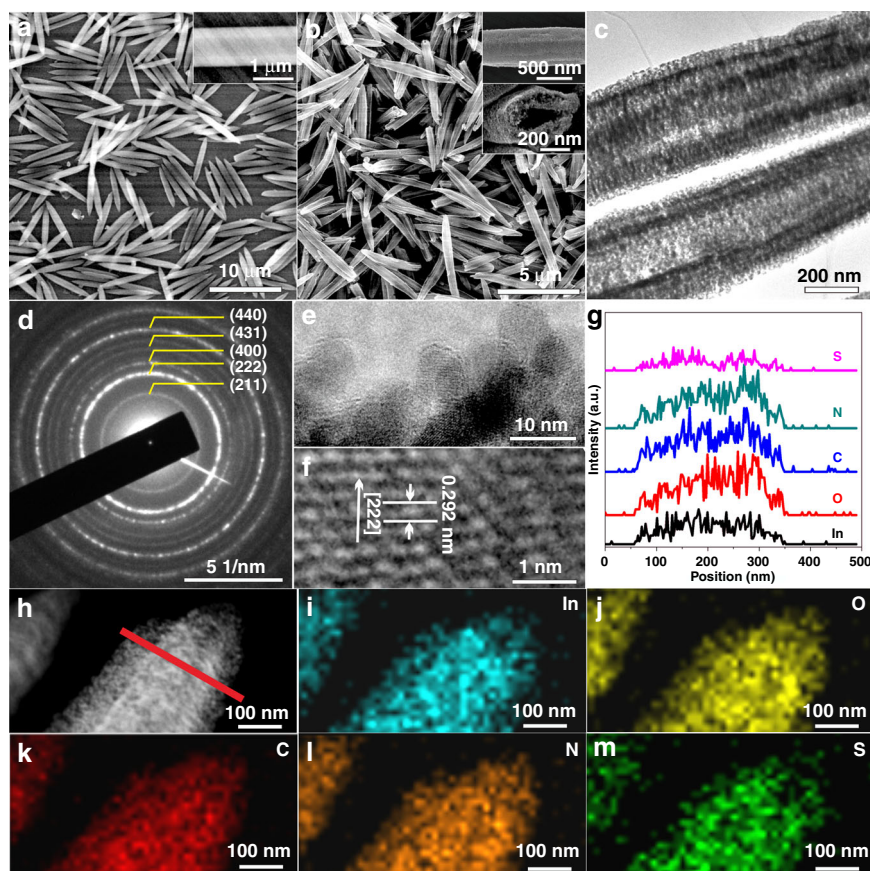 a
1 μm
10 μm
b
500 nm
200 nm
5 μm
c
200 nm
d
(440)
(431)
(400)
(222)
(211)
5 1/nm
e
10 nm
f
[222]
0.292 nm
1 nm
g
Intensity (a.u.)
S
N
C
O
In
0 100 200 300 400 500
Position (nm)
h
100 nm
i
In
100 nm
j
O
100 nm
k
C
100 nm
l
N
100 nm
m
S
100 nm